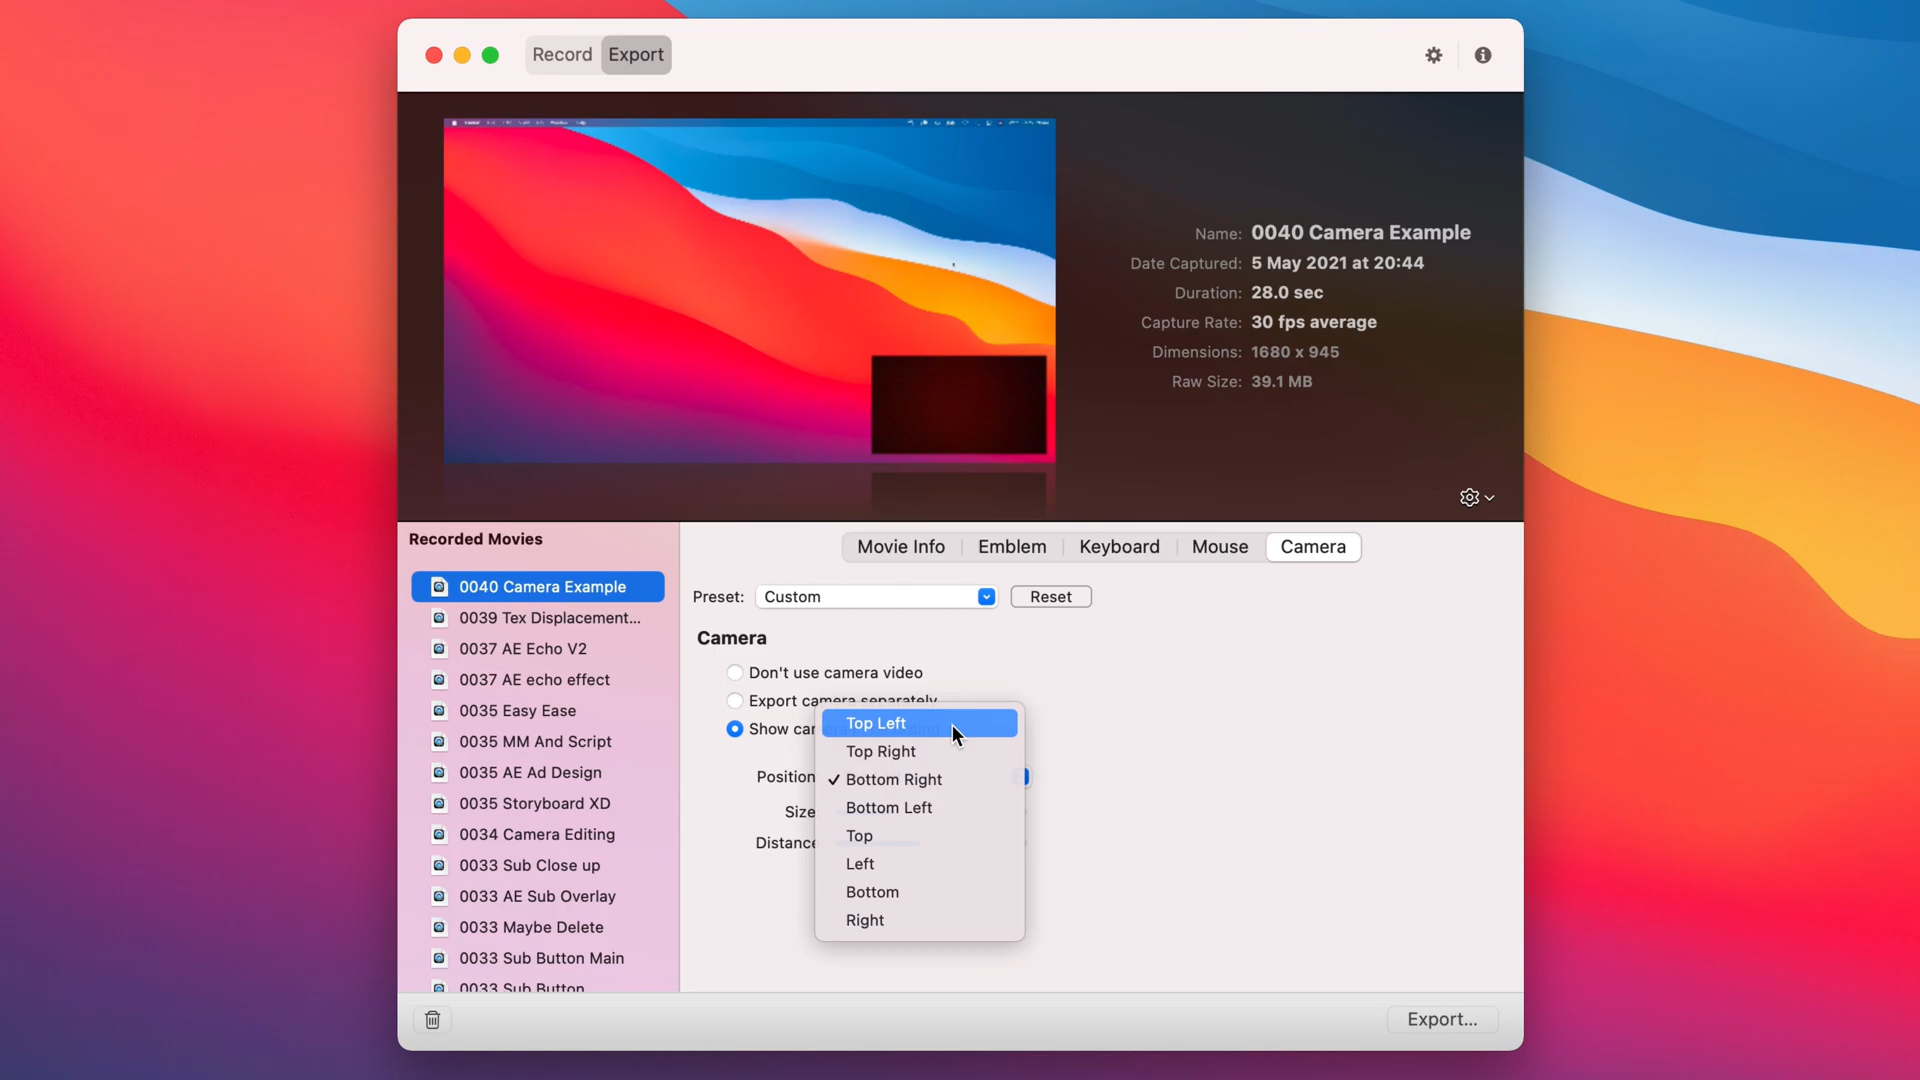 Record Export
Name: 0040 Camera Example
Date Captured: 5 May 2021 at 20:44
Duration: 28.0 sec
Capture Rate: 30 fps average
Dimensions: 1680 x 945
Raw Size: 39.1 MB
Recorded Movies
0040 Camera Example
0039 Tex Displacement...
0037 AE Echo V2
0037 AE echo effect
0035 Easy Ease
0035 MM And Script
0035 AE Ad Design
0035 Storyboard XD
0034 Camera Editing
0033 Sub Close up
0033 AE Sub Overlay
0033 Maybe Delete
0033 Sub Button Main
0033 Sub Button
Movie Info Emblem Keyboard Mouse Camera
Preset: Custom Reset
Camera
Don't use camera video
Export camera separately
Show
Position
Size
Distance
Top Left
Top Right
✓ Bottom Right
Bottom Left
Top
Left
Bottom
Right
Export...